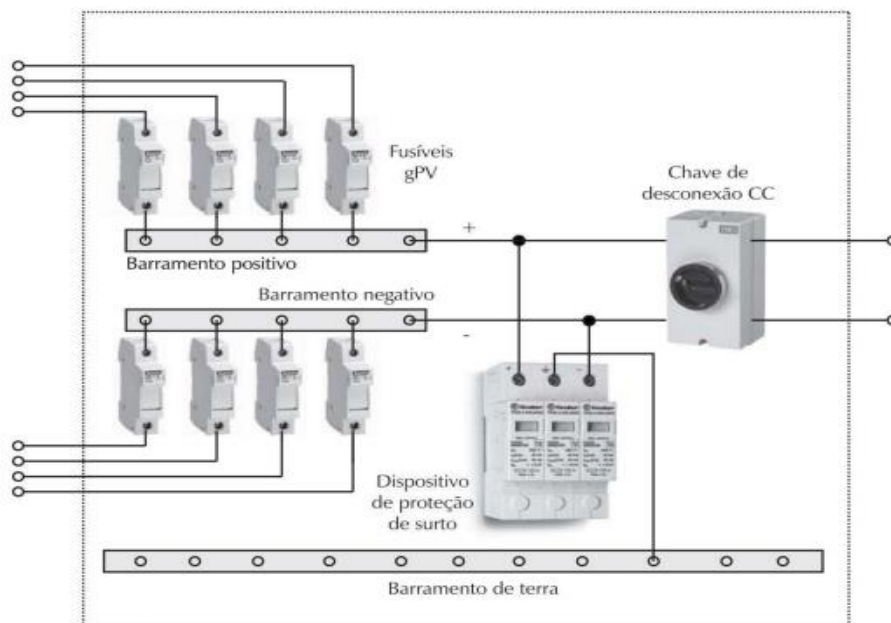 Fusíveis
gPV
Chave de
desconexão CC
+
Barramento positivo
Barramento negativo
-
Dispositivo
de proteção
de surto
Barramento de terra